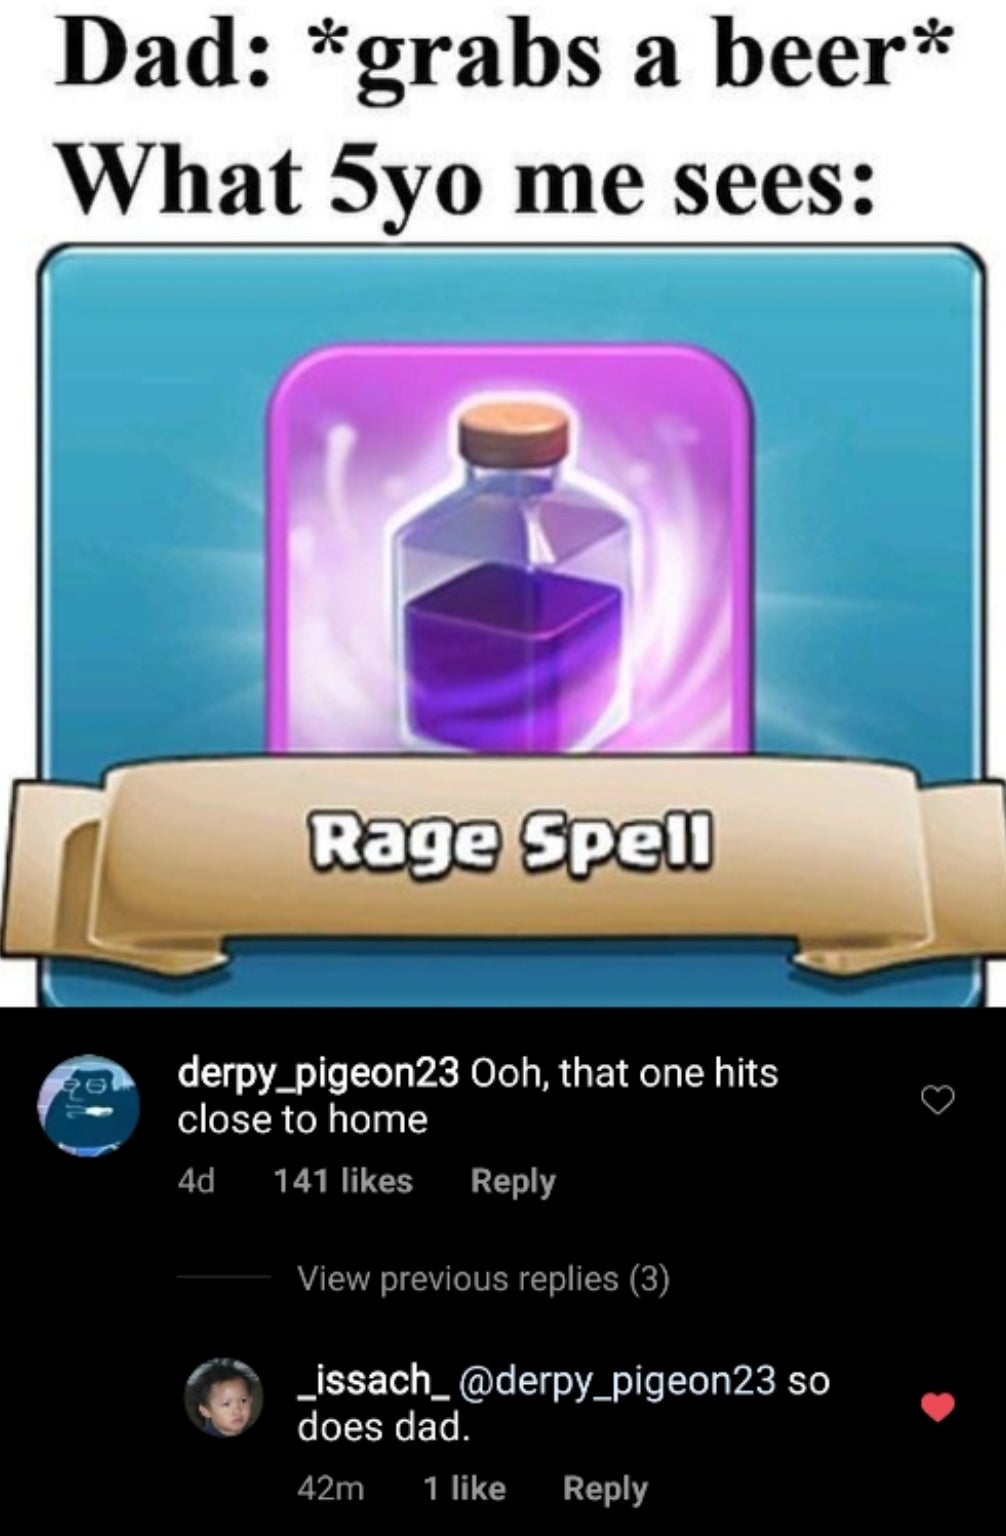 Dad: *grabs a beer*
What 5yo me sees:
Rage Spell
derpy_pigeon23 Ooh, that one hits
close to home
4d 141 likes Reply
View previous replies (3)
_issach_ @derpy_pigeon23 so
does dad.
42m 1 like Reply